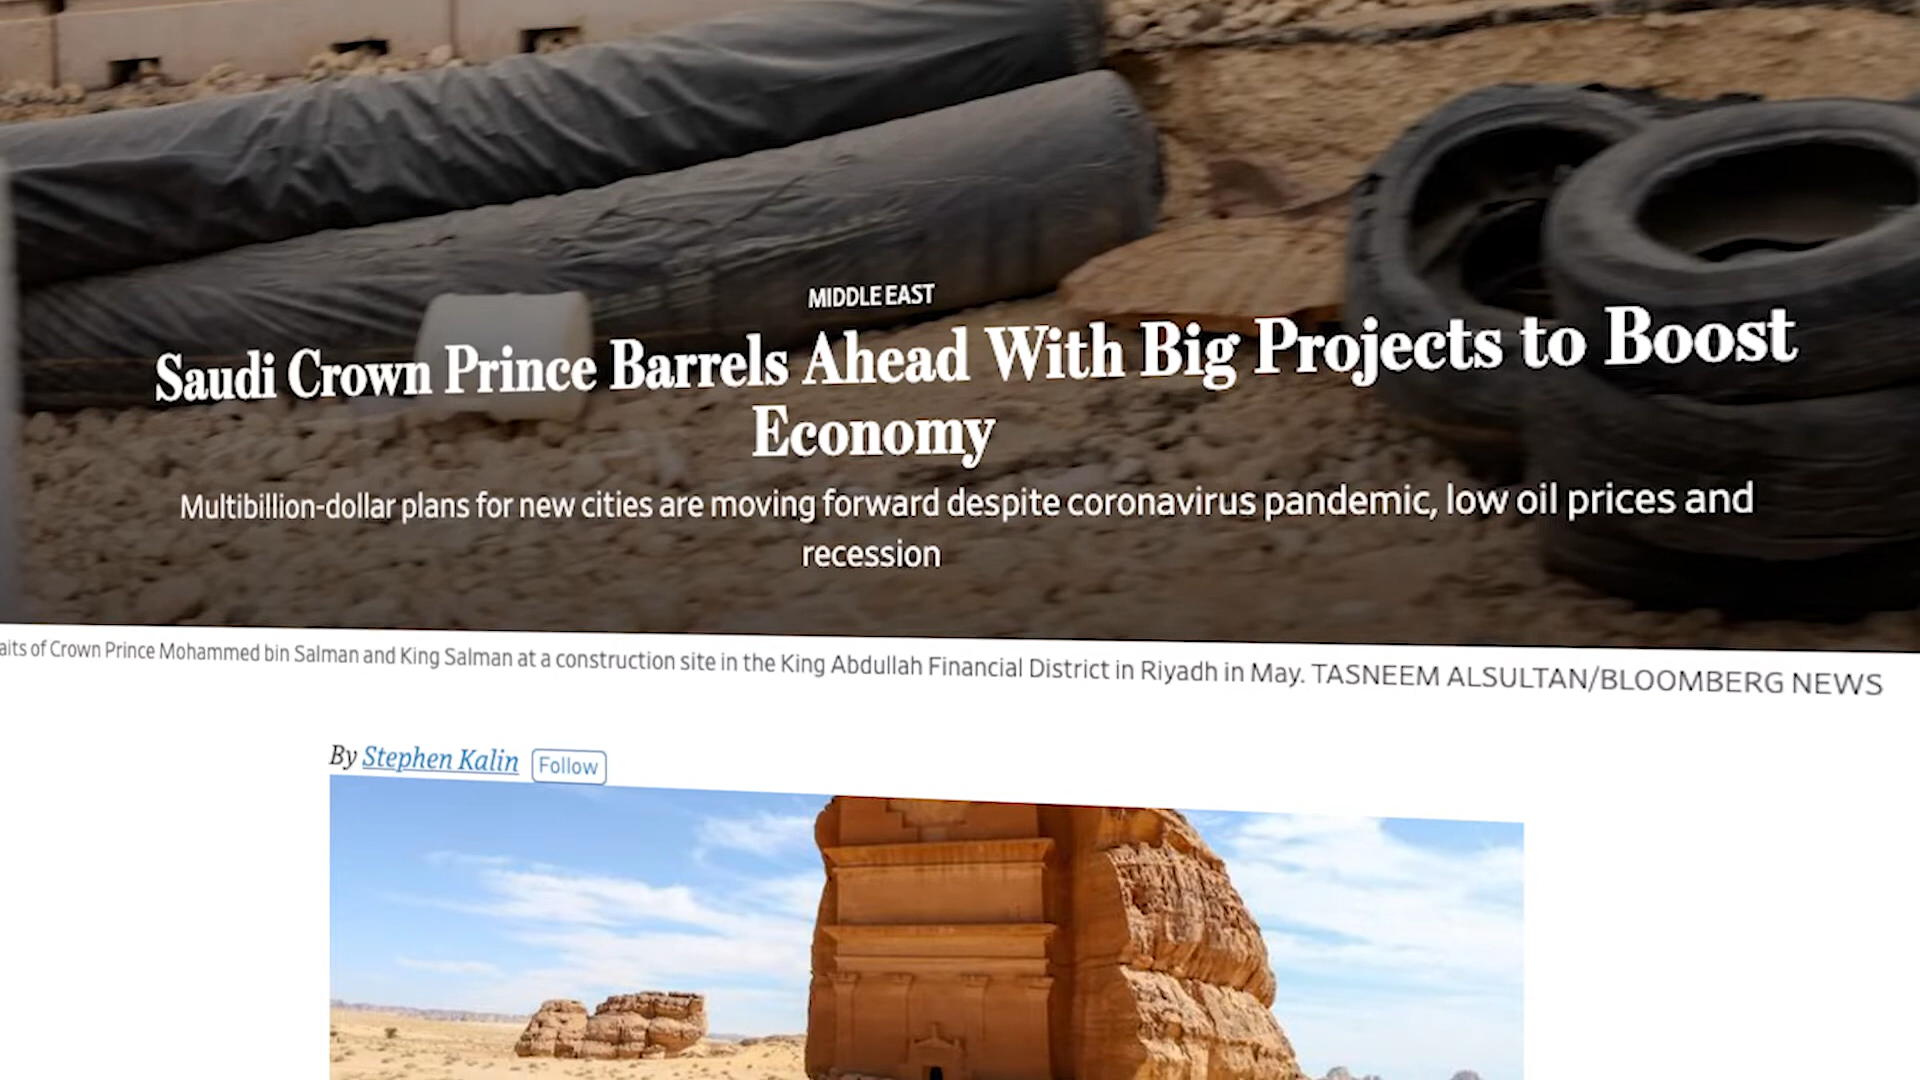 MIDDLE EAST
Saudi Crown Prince Barrels Ahead With Big Projects to Boost
Economy
Multibillion-dollar plans for new cities are moving forward despite coronavirus pandemic, low oil prices and
recession
of Crown Prince Mohammed bin Salman and King Salman at a construction site in the King Abdullah Financial District in Riyadh in May. TASNEEM ALSULTAN/BLOOMBERG NEWS
By Stephen Kalin Follow